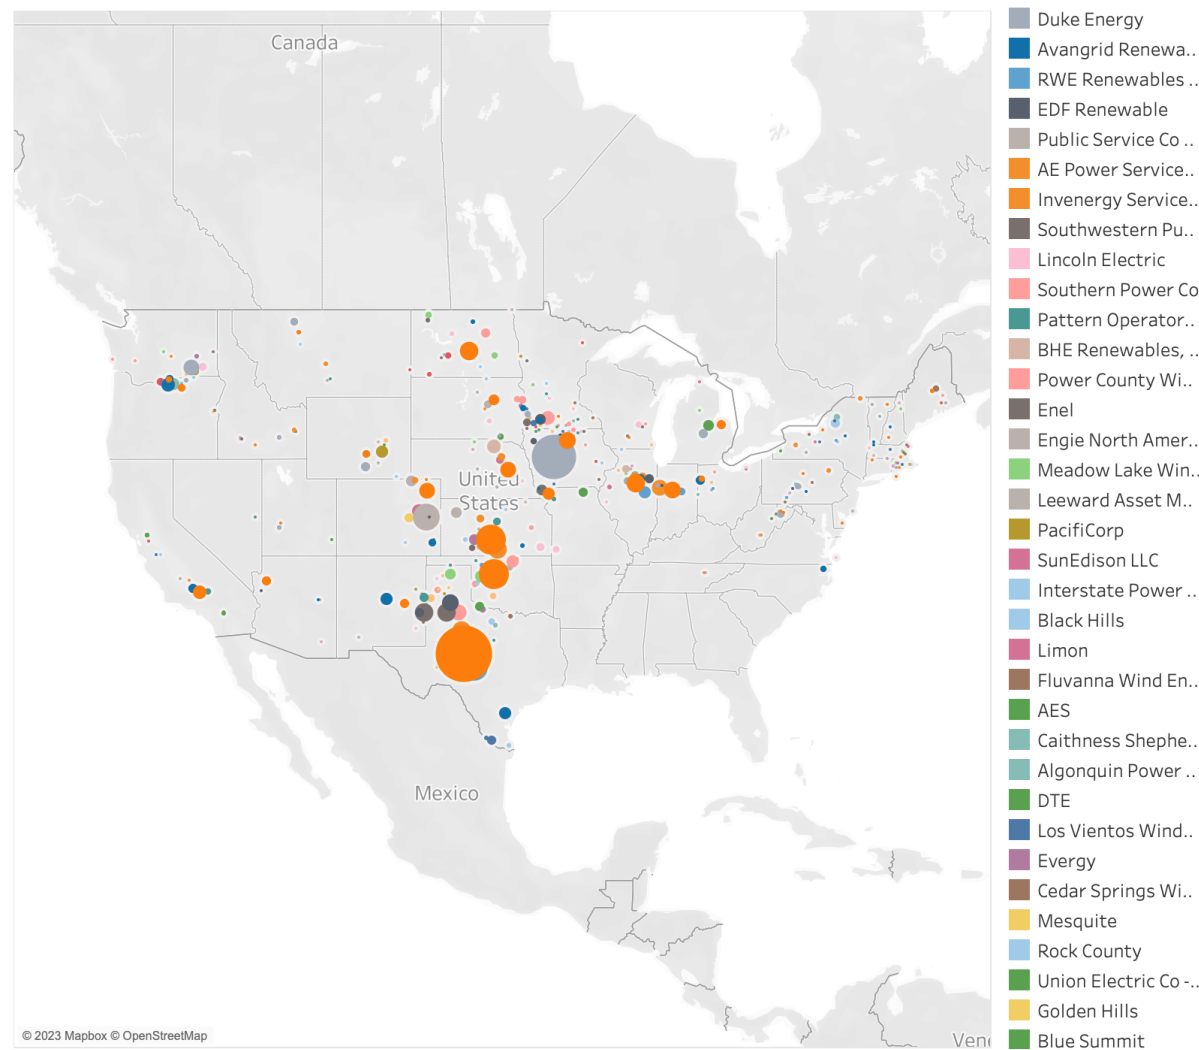 Canada
United
States
Mexico
© 2023 Mapbox © OpenStreetMap
Ven
Duke Energy
Avangrid Renewa..
RWE Renewables ..
EDF Renewable
Public Service Co ..
AE Power Service..
Invenergy Service..
Southwestern Pu..
Lincoln Electric
Southern Power Co
Pattern Operator..
BHE Renewables, ..
Power County Wi..
Enel
Engie North Amer..
Meadow Lake Win..
Leeward Asset M..
PacifiCorp
SunEdison LLC
Interstate Power ..
Black Hills
Limon
Fluvanna Wind En..
AES
Caithness Shephe..
Algonquin Power ..
DTE
Los Vientos Wind..
Evergy
Cedar Springs Wi..
Mesquite
Rock County
Union Electric Co -..
Golden Hills
Blue Summit